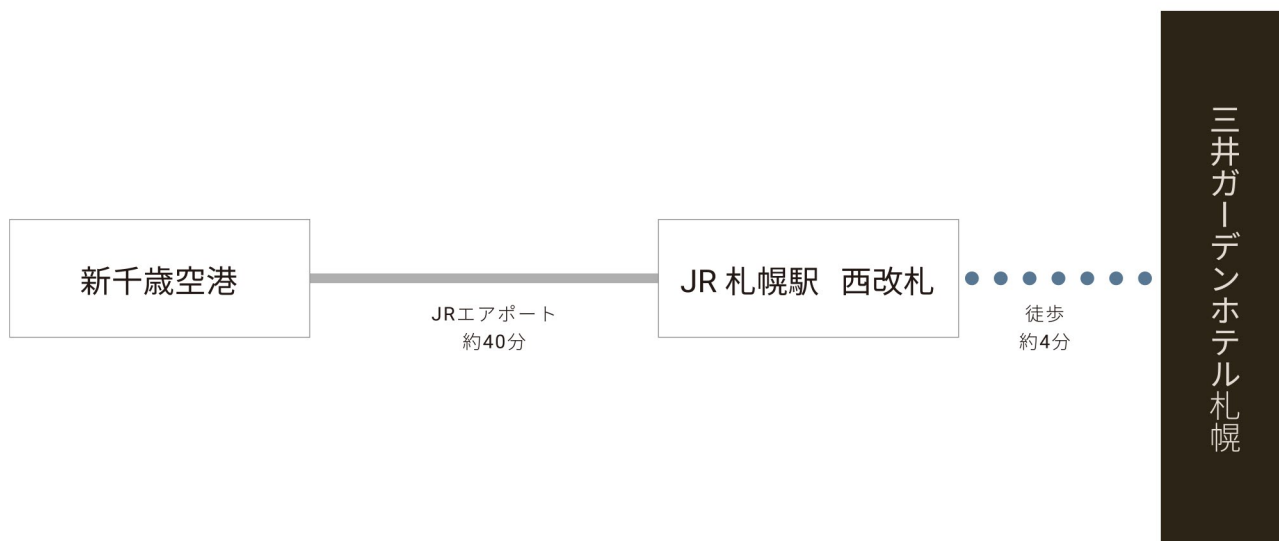 新千歳空港
JRエアポート
約40分
JR 札幌駅 西改札
徒歩
約4分
三井ガーデンホテル札幌